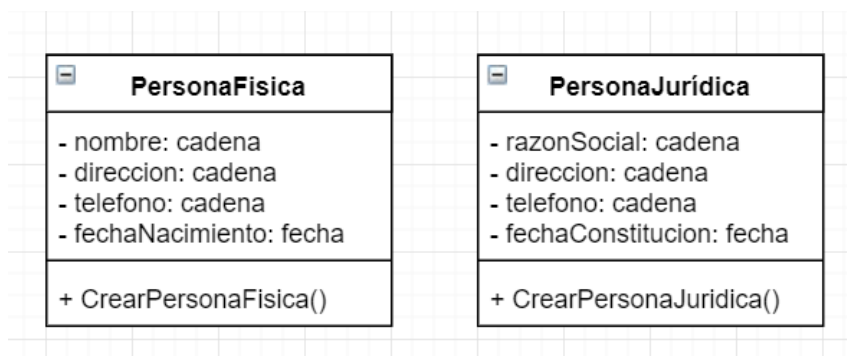 PersonaFisica
- nombre: cadena
- direccion: cadena
- telefono: cadena
- fechaNacimiento: fecha
+ CrearPersonaFisica()
PersonaJurídica
- razonSocial: cadena
- direccion: cadena
- telefono: cadena
- fechaConstitucion: fecha
+ CrearPersonaJuridica()